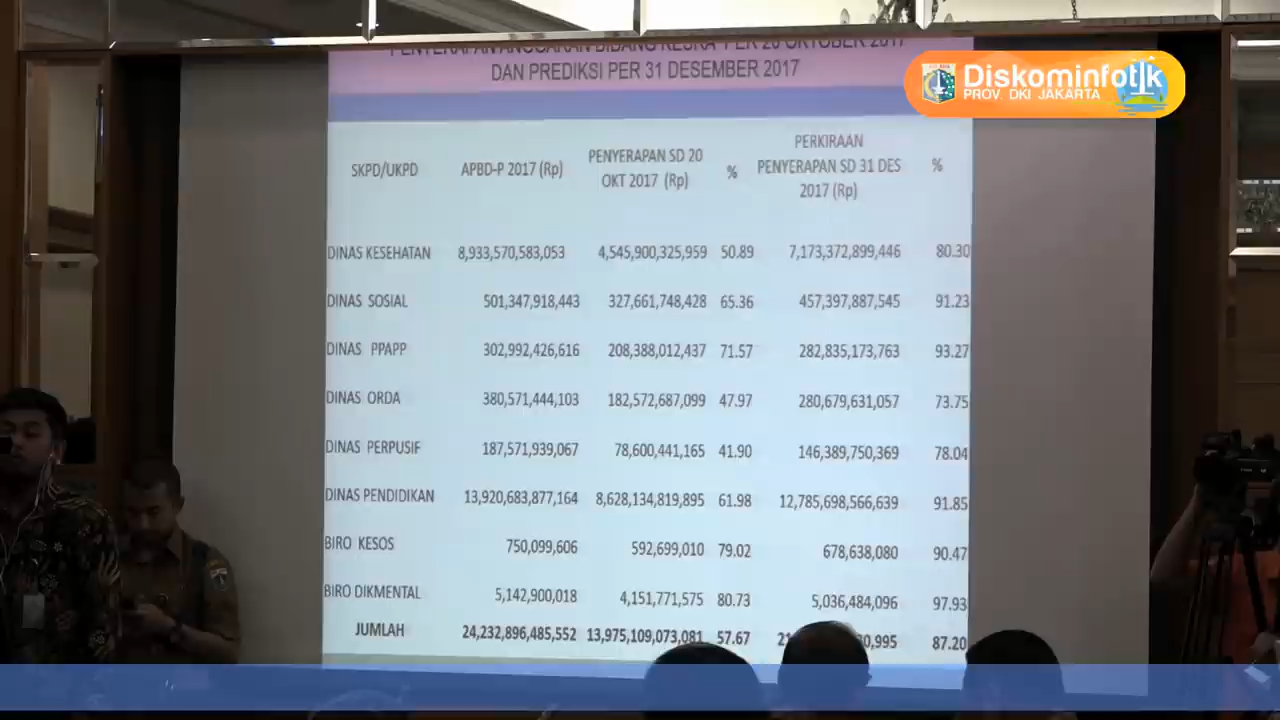 PENYERAPAN ANGGARAN BIDANG KESRA PER 20 OKTOBER 2017
DAN PREDIKSI PER 31 DESEMBER 2017
Diskominfotik
PROV. DKI JAKARTA
SKPD/UKPD APBD-P 2017 (Rp) PENYERAPAN SD 20 OKT 2017 (Rp) % PERKIRAAN PENYERAPAN SD 31 DES 2017 (Rp) %
DINAS KESEHATAN 8,933,570,583,053 4,545,900,325,959 50.89 7,173,372,899,446 80.30
DINAS SOSIAL 501,347,918,443 327,661,748,428 65.36 457,397,887,545 91.23
DINAS PPAPP 302,992,426,616 208,388,012,437 71.57 282,835,173,763 93.27
DINAS ORDA 380,571,444,103 182,572,687,099 47.97 280,679,631,057 73.75
DINAS PERPUSIF 187,571,939,067 78,600,441,165 41.90 146,389,750,369 78.04
DINAS PENDIDIKAN 13,920,683,877,164 8,628,134,819,895 61.98 12,785,698,566,639 91.85
BIRO KESOS 750,099,606 592,699,010 79.02 678,638,080 90.47
BIRO DIKMENTAL 5,142,900,018 4,151,771,575 80.73 5,036,484,096 97.93
JUMLAH 24,232,896,485,552 13,975,109,073,081 57.67 87.20